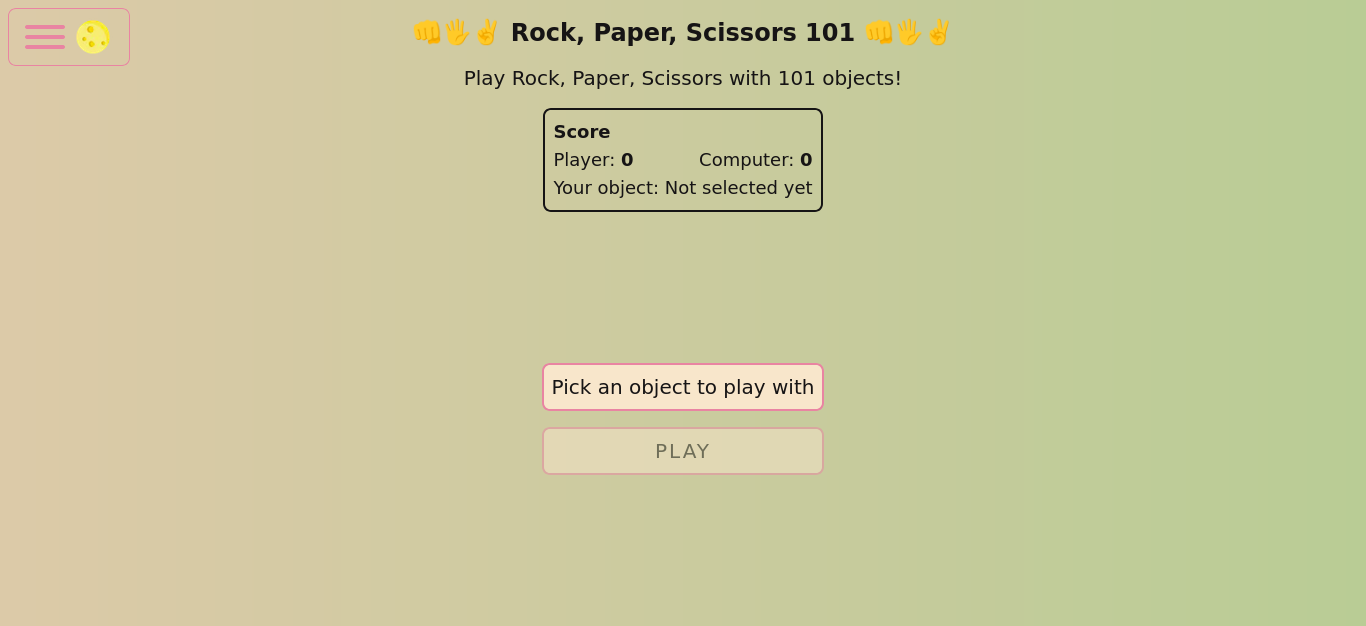 👊🖐✌ Rock, Paper, Scissors 101 👊🖐✌
Play Rock, Paper, Scissors with 101 objects!
Score
Player: 0 Computer: 0
Your object: Not selected yet
Pick an object to play with
PLAY